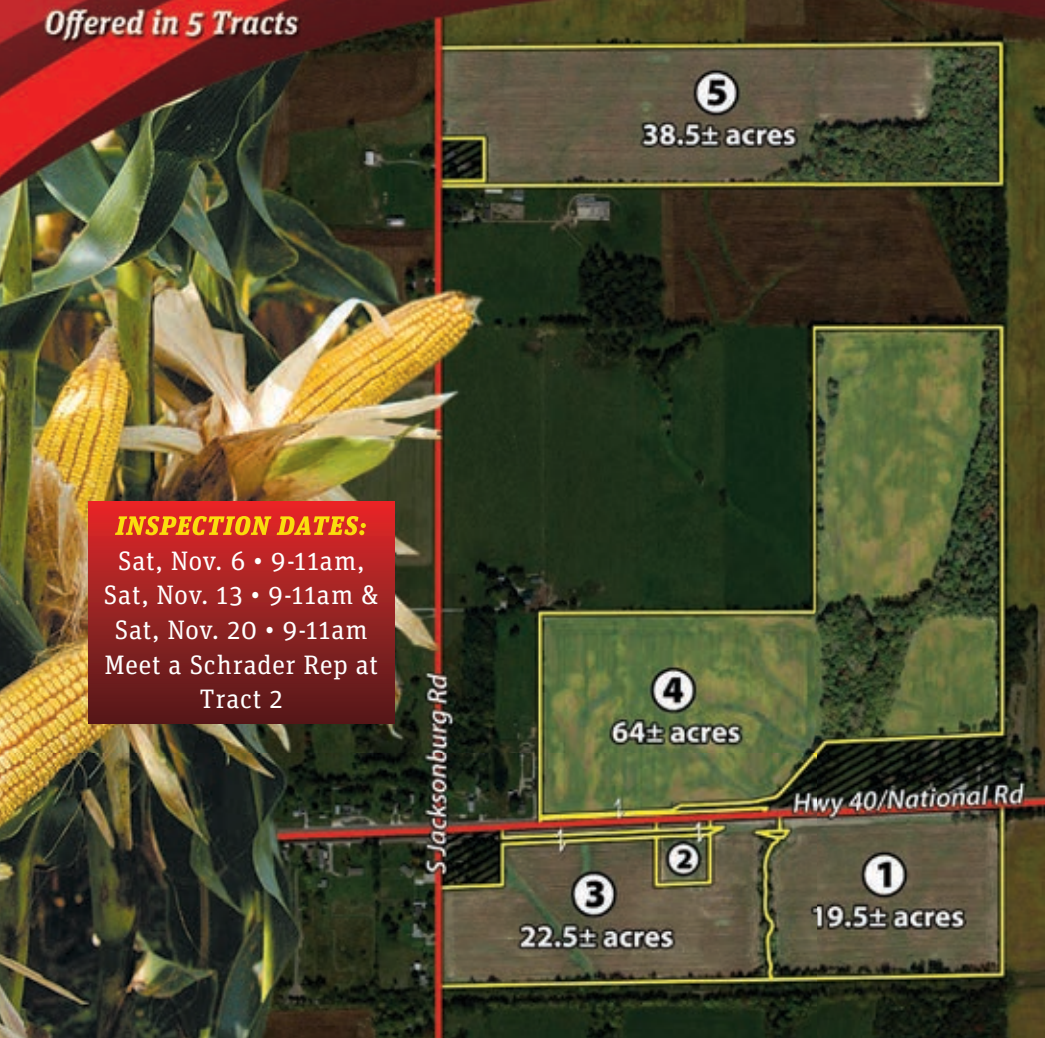 Offered in 5 Tracts
5
38.5± acres
INSPECTION DATES:
Sat, Nov. 6 • 9-11am,
Sat, Nov. 13 • 9-11am &
Sat, Nov. 20 • 9-11am
Meet a Schrader Rep at
Tract 2
4
64± acres
S Jacksonburg Rd
Hwy 40/National Rd
2
1
19.5± acres
3
22.5± acres